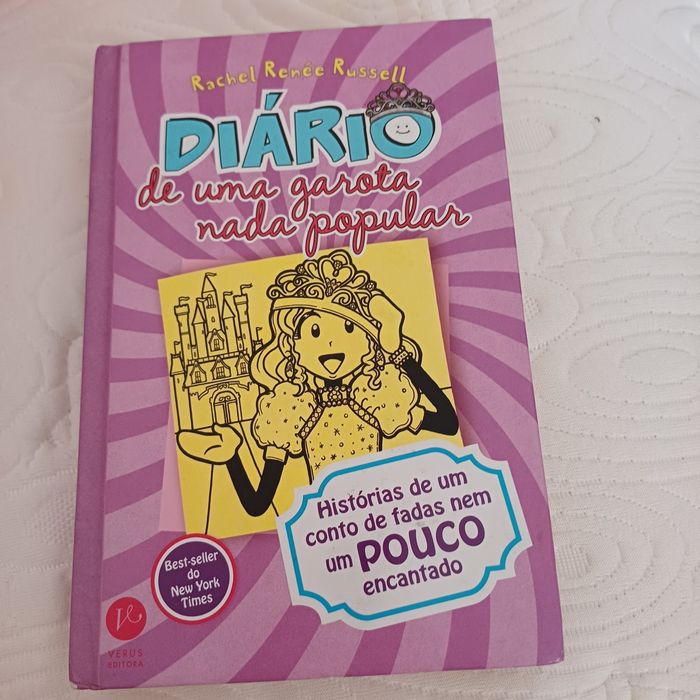 Rachel Renée Russell
DIÁRIO
de uma garota
nada popular
Histórias de um
conto de fadas nem
um POUCO
encantado
Best-seller
do
New York
Times
VERUS
EDITORA